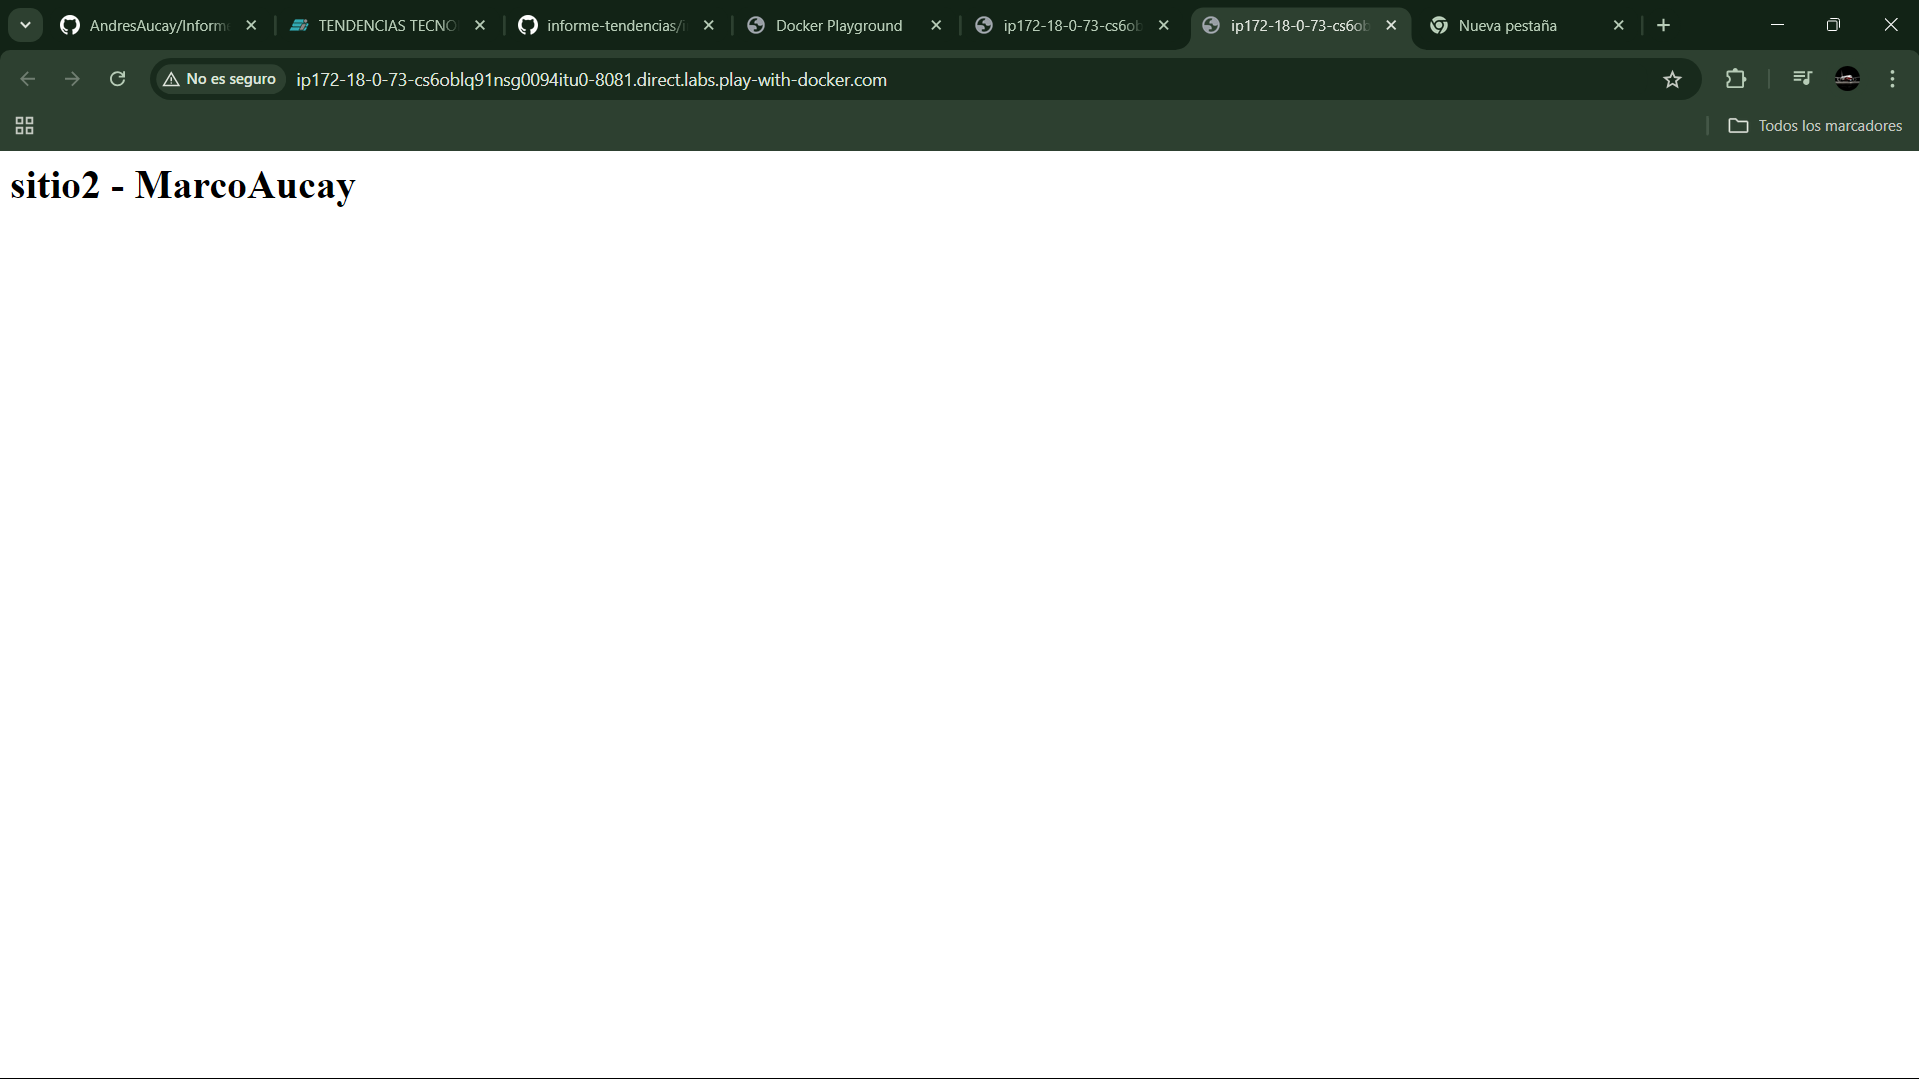 AndresAucay/Informe
TENDENCIAS TECNO
informe-tendencias/i
Docker Playground
ip172-18-0-73-cs6ob
ip172-18-0-73-cs6ob
Nueva pestaña
No es seguro
ip172-18-0-73-cs6oblq91nsg0094itu0-8081.direct.labs.play-with-docker.com
Todos los marcadores
sitio2 - MarcoAucay